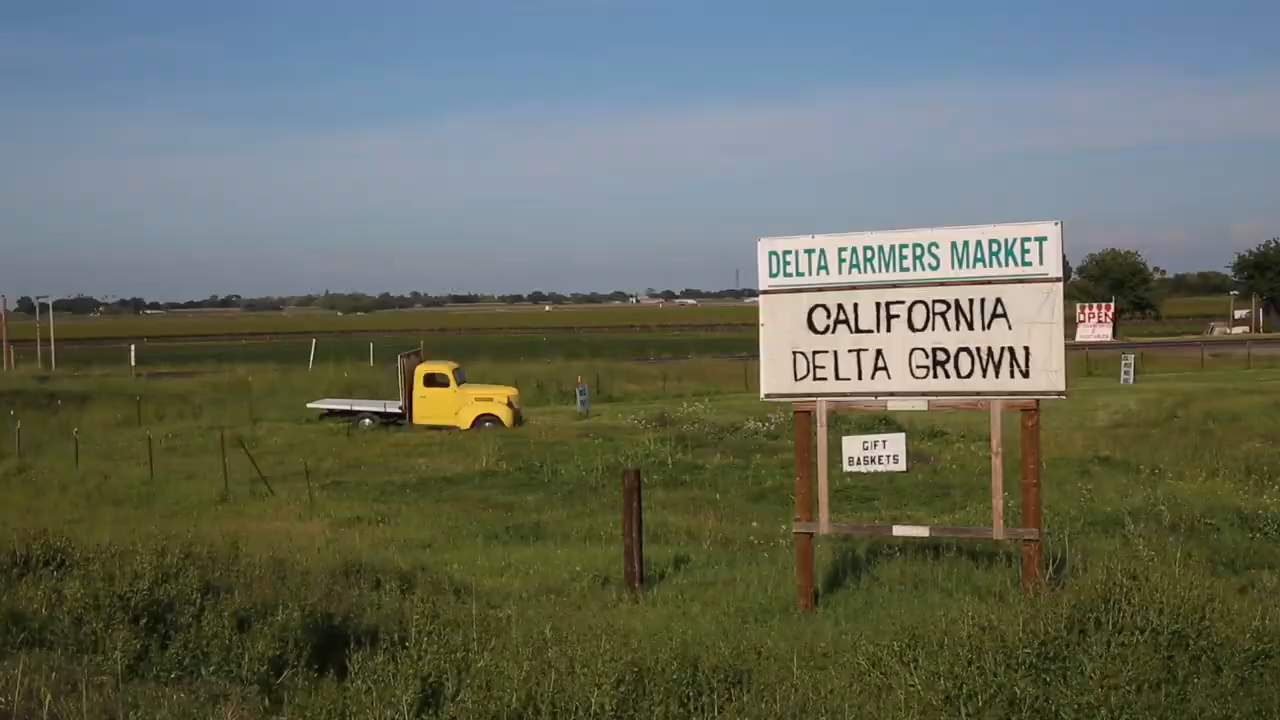 DELTA FARMERS MARKET
CALIFORNIA
DELTA GROWN
GIFT
BASKETS
OPEN